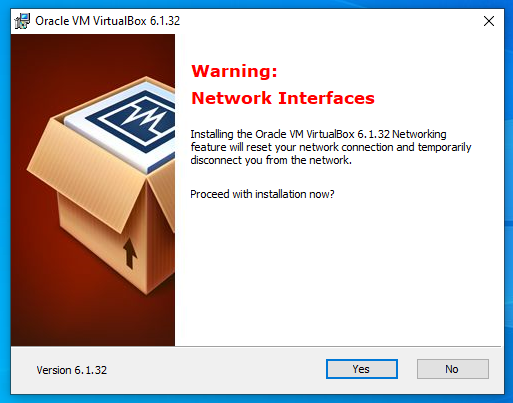 Oracle VM VirtualBox 6.1.32
VM
Warning:
Network Interfaces
Installing the Oracle VM VirtualBox 6.1.32 Networking
feature will reset your network connection and temporarily
disconnect you from the network.
Proceed with installation now?
Version 6.1.32
Yes
No